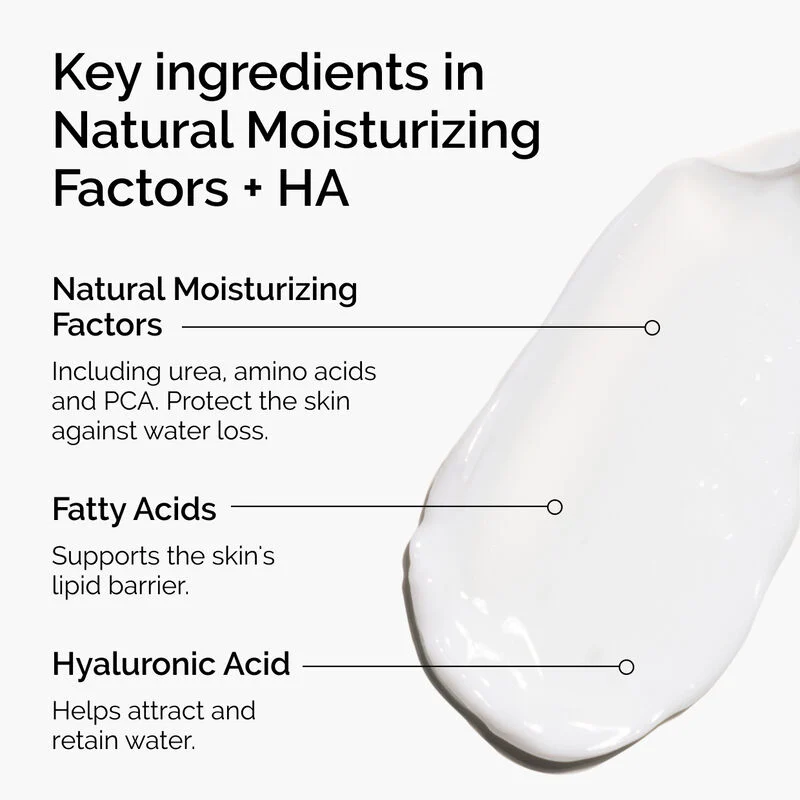 Key ingredients in
Natural Moisturizing
Factors + HA
Natural Moisturizing
Factors
Including urea, amino acids
and PCA. Protect the skin
against water loss.
Fatty Acids
Supports the skin's
lipid barrier.
Hyaluronic Acid
Helps attract and
retain water.